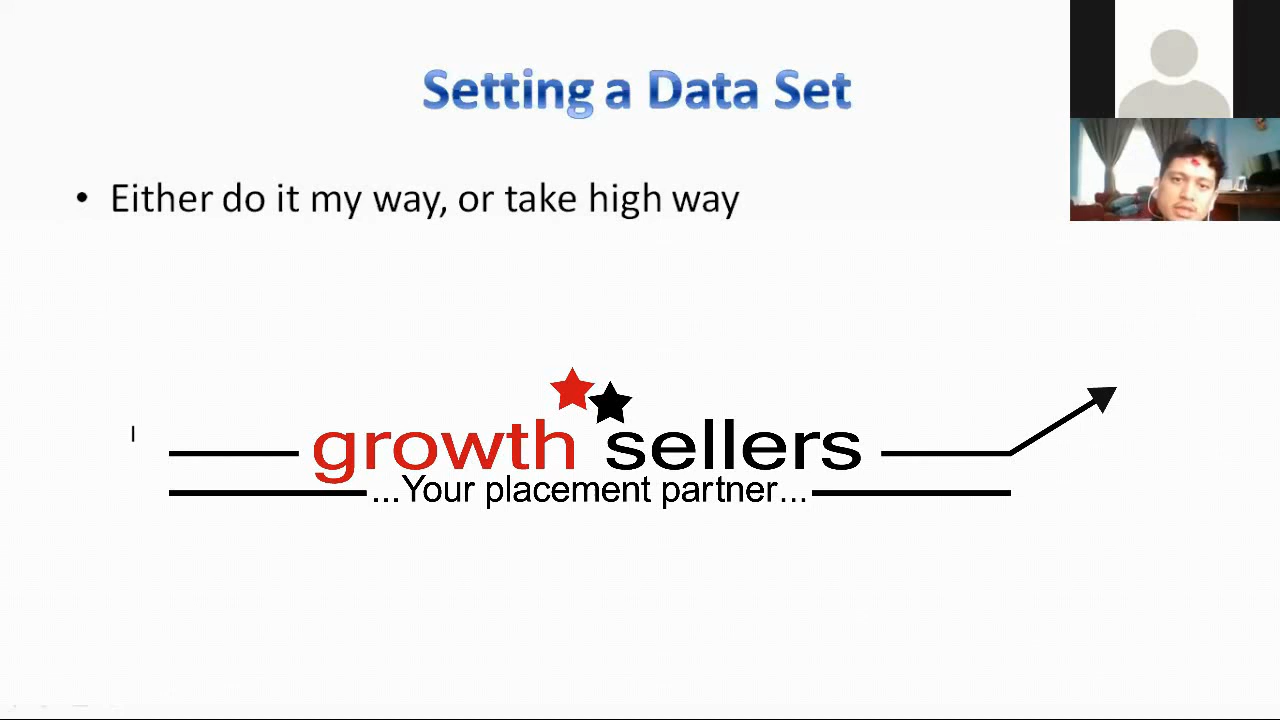 Setting a Data Set
• Either do it my way, or take high way
growth sellers
...Your placement partner...